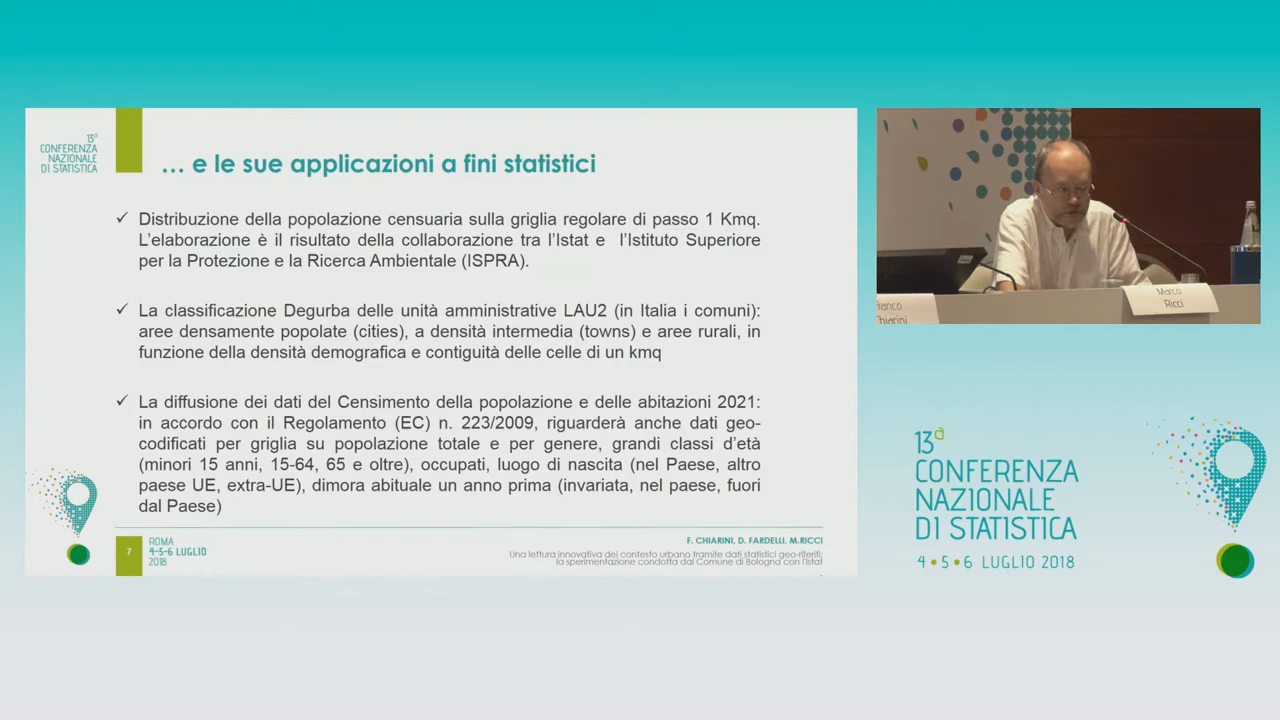 13ª
CONFERENZA
NAZIONALE
DI STATISTICA
… e le sue applicazioni a fini statistici
✓ Distribuzione della popolazione censuaria sulla griglia regolare di passo 1 Kmq.
L'elaborazione è il risultato della collaborazione tra l'Istat e l'Istituto Superiore
per la Protezione e la Ricerca Ambientale (ISPRA).
✓ La classificazione Degurba delle unità amministrative LAU2 (in Italia i comuni):
aree densamente popolate (cities), a densità intermedia (towns) e aree rurali, in
funzione della densità demografica e contiguità delle celle di un kmq
✓ La diffusione dei dati del Censimento della popolazione e delle abitazioni 2021:
in accordo con il Regolamento (EC) n. 223/2009, riguarderà anche dati geo-
codificati per griglia su popolazione totale e per genere, grandi classi d'età
(minori 15 anni, 15-64, 65 e oltre), occupati, luogo di nascita (nel Paese, altro
paese UE, extra-UE), dimora abituale un anno prima (invariata, nel paese, fuori
dal Paese)
7
ROMA
4-5-6 LUGLIO
2018
F. CHIARINI, D. FARDELLI, M.RICCI
Una lettura innovativa del contesto urbano tramite dati statistici geo-riferiti:
la sperimentazione condotta dal Comune di Bologna con l'Istat
Franco
Chiarini
Marco
Ricci
13ª
CONFERENZA
NAZIONALE
DI STATISTICA
4 • 5 • 6 LUGLIO 2018